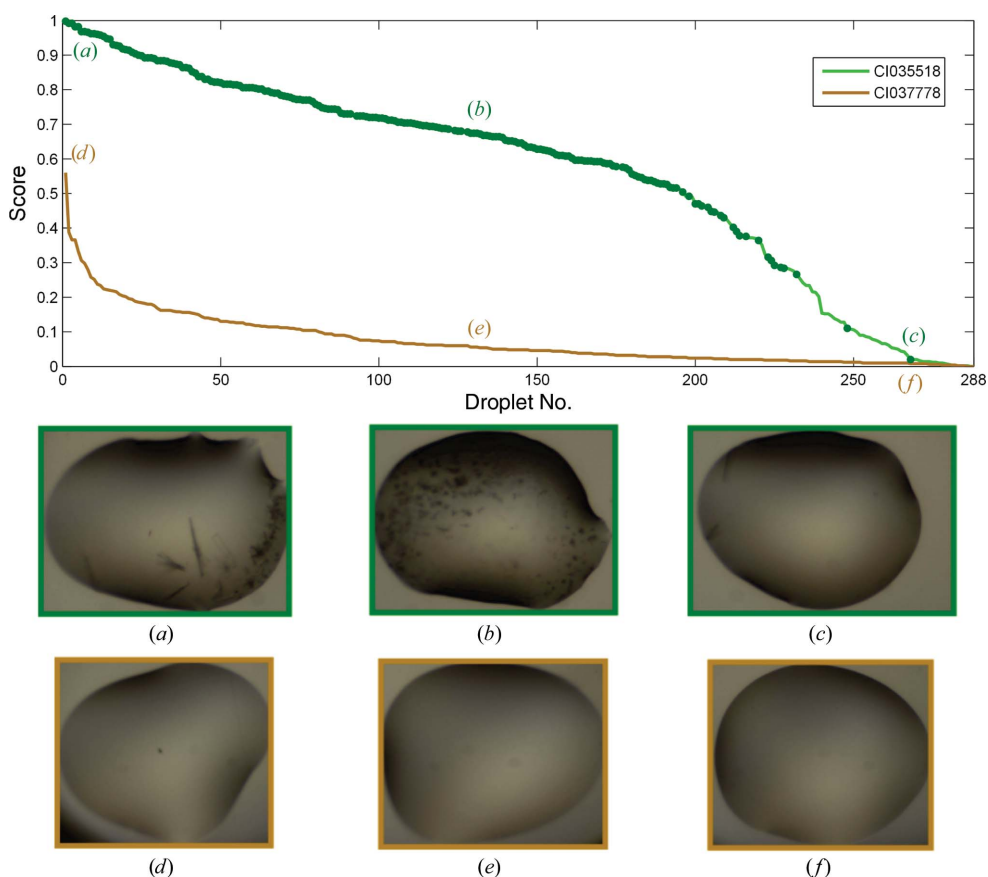 1
0.9
0.8
0.7
0.6
0.5
0.4
0.3
0.2
0.1
0
Score
(a)
(b)
(c)
(d)
(e)
(f)
CI035518
CI037778
0 50 100 150 200 250 288
Droplet No.
(a) (b) (c)
(d) (e) (f)